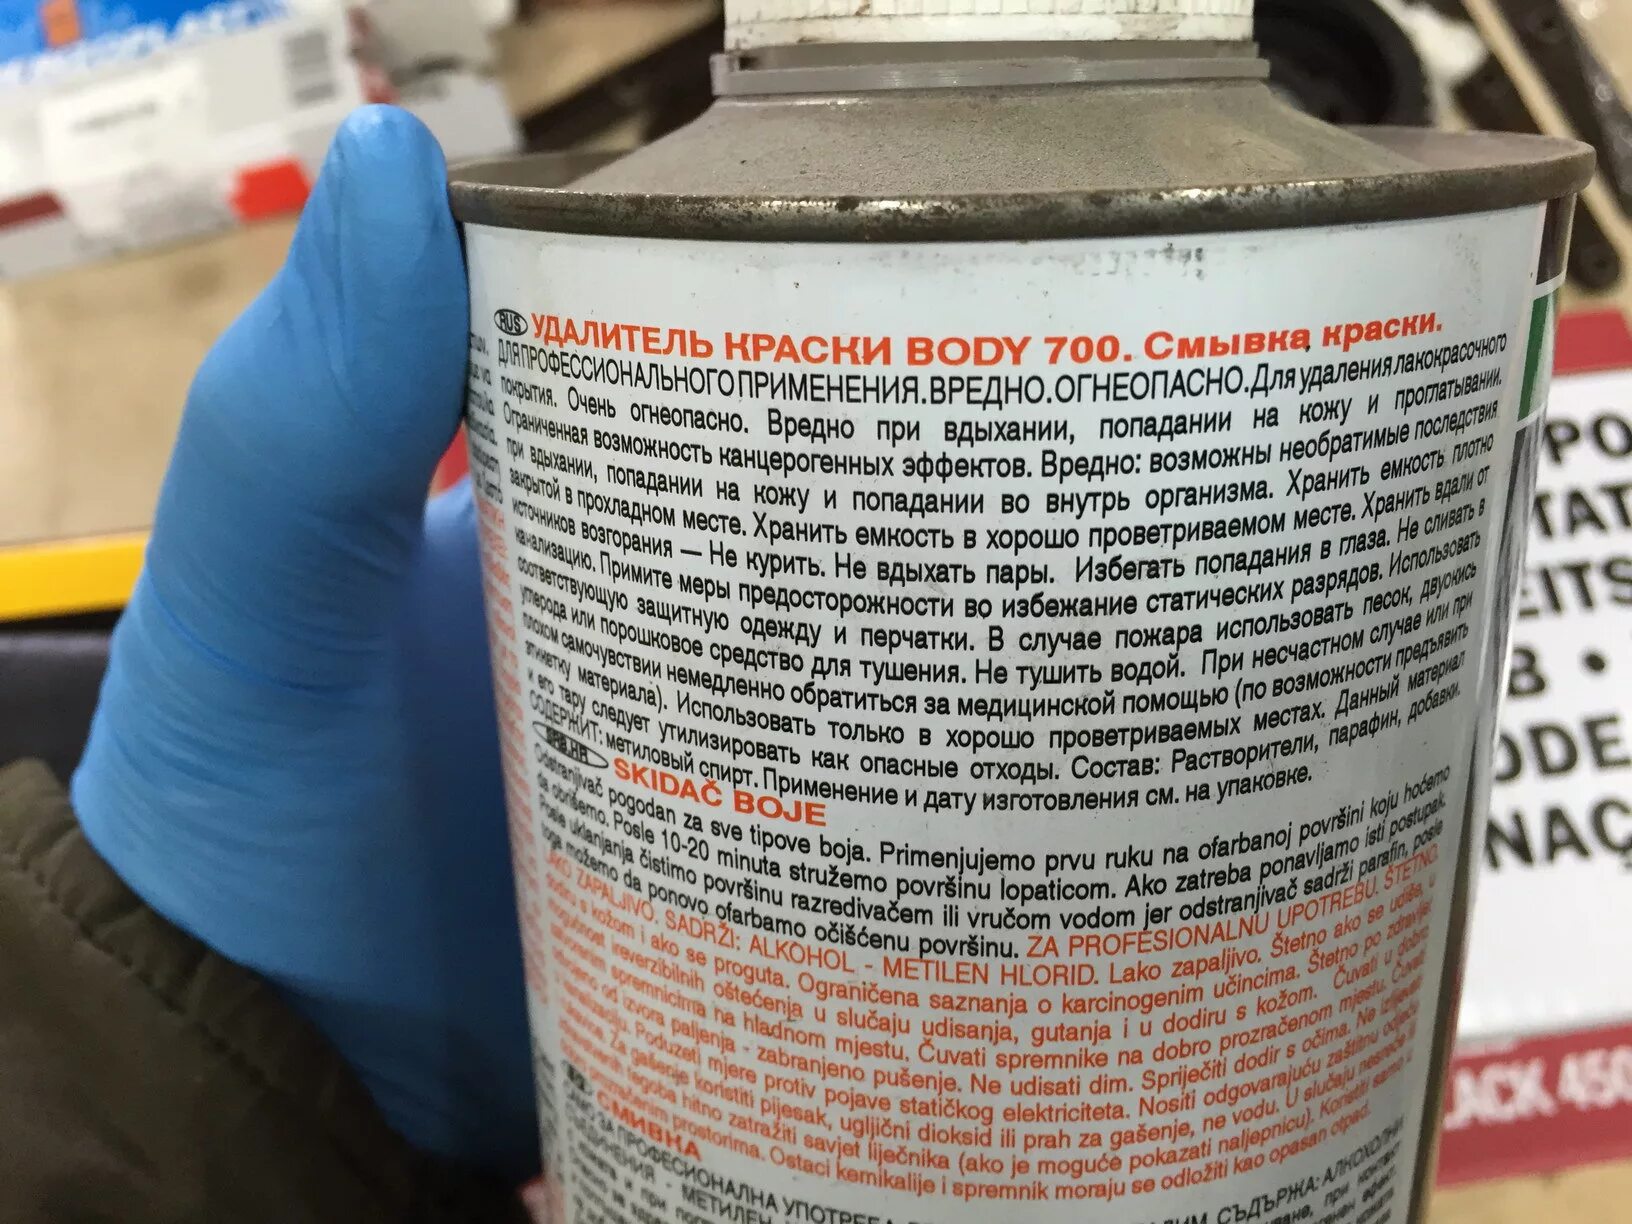 RUS УДАЛИТЕЛЬ КРАСКИ BODY 700. Смывка краски.
ДЛЯ ПРОФЕССИОНАЛЬНОГО ПРИМЕНЕНИЯ. ВРЕДНО. ОГНЕОПАСНО. Для удаления лакокрасочного
покрытия. Очень огнеопасно. Вредно при вдыхании, попадании на кожу и проглатывании.
Ограниченная возможность канцерогенных эффектов. Вредно: возможны необратимые последствия
при вдыхании, попадании на кожу и попадании во внутрь организма. Хранить емкость плотно
закрытой в прохладном месте. Хранить емкость в хорошо проветриваемом месте. Хранить вдали от
источников возгорания — Не курить. Не вдыхать пары. Избегать попадания в глаза. Не сливать в
канализацию. Примите меры предосторожности во избежание статических разрядов. Использовать
соответствующую защитную одежду и перчатки. В случае пожара использовать песок, двуокись
углерода или порошковое средство для тушения. Не тушить водой. При несчастном случае или при
плохом самочувствии немедленно обратиться за медицинской помощью (по возможности предъявить
этикетку материала). Использовать только в хорошо проветриваемых местах. Данный материал
и его тару следует утилизировать как опасные отходы. Состав: Растворители, парафин, добавки.
СОДЕРЖИТ: метиловый спирт. Применение и дату изготовления см. на упаковке.
SRB.HR SKIDAČ BOJE
Odstranjivač pogodan za sve tipove boja. Primenjujemo prvu ruku na ofarbanoj površini koju hoćemo
da obrišemo. Posle 10-20 minuta stružemo površinu lopaticom. Ako zatreba ponavljamo isti postupak.
Posle uklanjanja čistimo površinu razredivačem ili vručom vodom jer odstranjivač sadrži parafin, posle
toga možemo da ponovo ofarbamo očišćenu površinu. ZA PROFESIONALNU UPOTREBU. ŠTETNO.
LAKO ZAPALJIVO. SADRŽI: ALKOHOL - METILEN HLORID. Lako zapaljivo. Štetno ako se udiše, u
dodiru s kožom i ako se proguta. Ograničena saznanja o karcinogenim učincima. Štetno po zdravlje:
mogućnost ireverzibilnih oštećenja u slučaju udisanja, gutanja i u dodiru s kožom. Čuvati u dobro
zatvorenim spremnicima na hladnom mjestu. Čuvati spremnike na dobro prozračenom mjestu. Čuvati
odvojeno od izvora paljenja - zabranjeno pušenje. Ne udisati dim. Spriječiti dodir s očima. Ne izlijevati
u kanalizaciju. Poduzeti mjere protiv pojave statičkog elektriciteta. Nositi odgovarajuću zaštitnu odjeću
i rukavice. Za gašenje koristiti pijesak, ugljični dioksid ili prah za gašenje, ne vodu. U slučaju nesreće ili
zdravstvenih tegoba hitno zatražiti savjet liječnika (ako je moguće pokazati naljepnicu). Koristiti samo u
prozračenim prostorima. Ostaci kemikalije i spremnik moraju se odložiti kao opasan otpad.
СМИВКА
САМО ЗА ПРОФЕСИОНАЛНА УПОТРЕБА СЪДЪРЖА: АЛКОХОЛНИ
СЪЕДИНЕНИЯ - МЕТИЛЕН
LACK 450